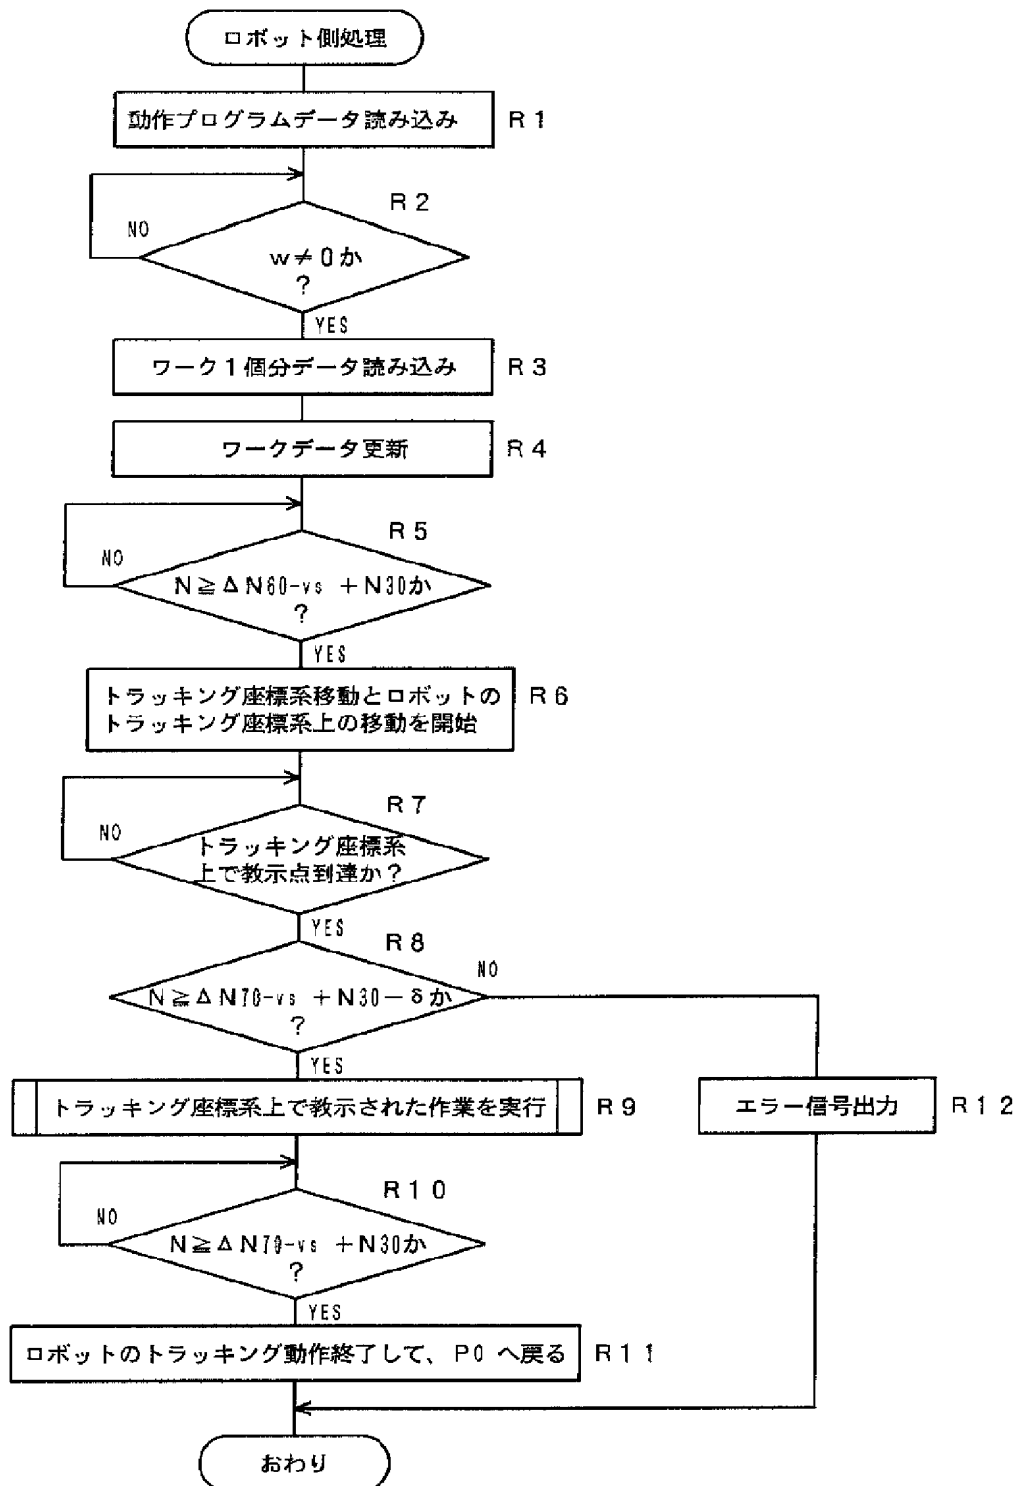 ロボット側処理
動作プログラムデータ読み込み
R1
R2
NO
w≠0か
?
YES
ワーク1個分データ読み込み
R3
ワークデータ更新
R4
R5
NO
N≧ΔN60-vs +N30か
?
YES
トラッキング座標系移動とロボットの
トラッキング座標系上の移動を開始
R6
R7
NO
トラッキング座標系
上で教示点到達か?
YES
R8
NO
N≧ΔN70-vs +N30-δか
?
YES
トラッキング座標系上で教示された作業を実行
R9
エラー信号出力
R12
R10
NO
N≧ΔN70-vs +N30か
?
YES
ロボットのトラッキング動作終了して、P0 へ戻る
R11
おわり